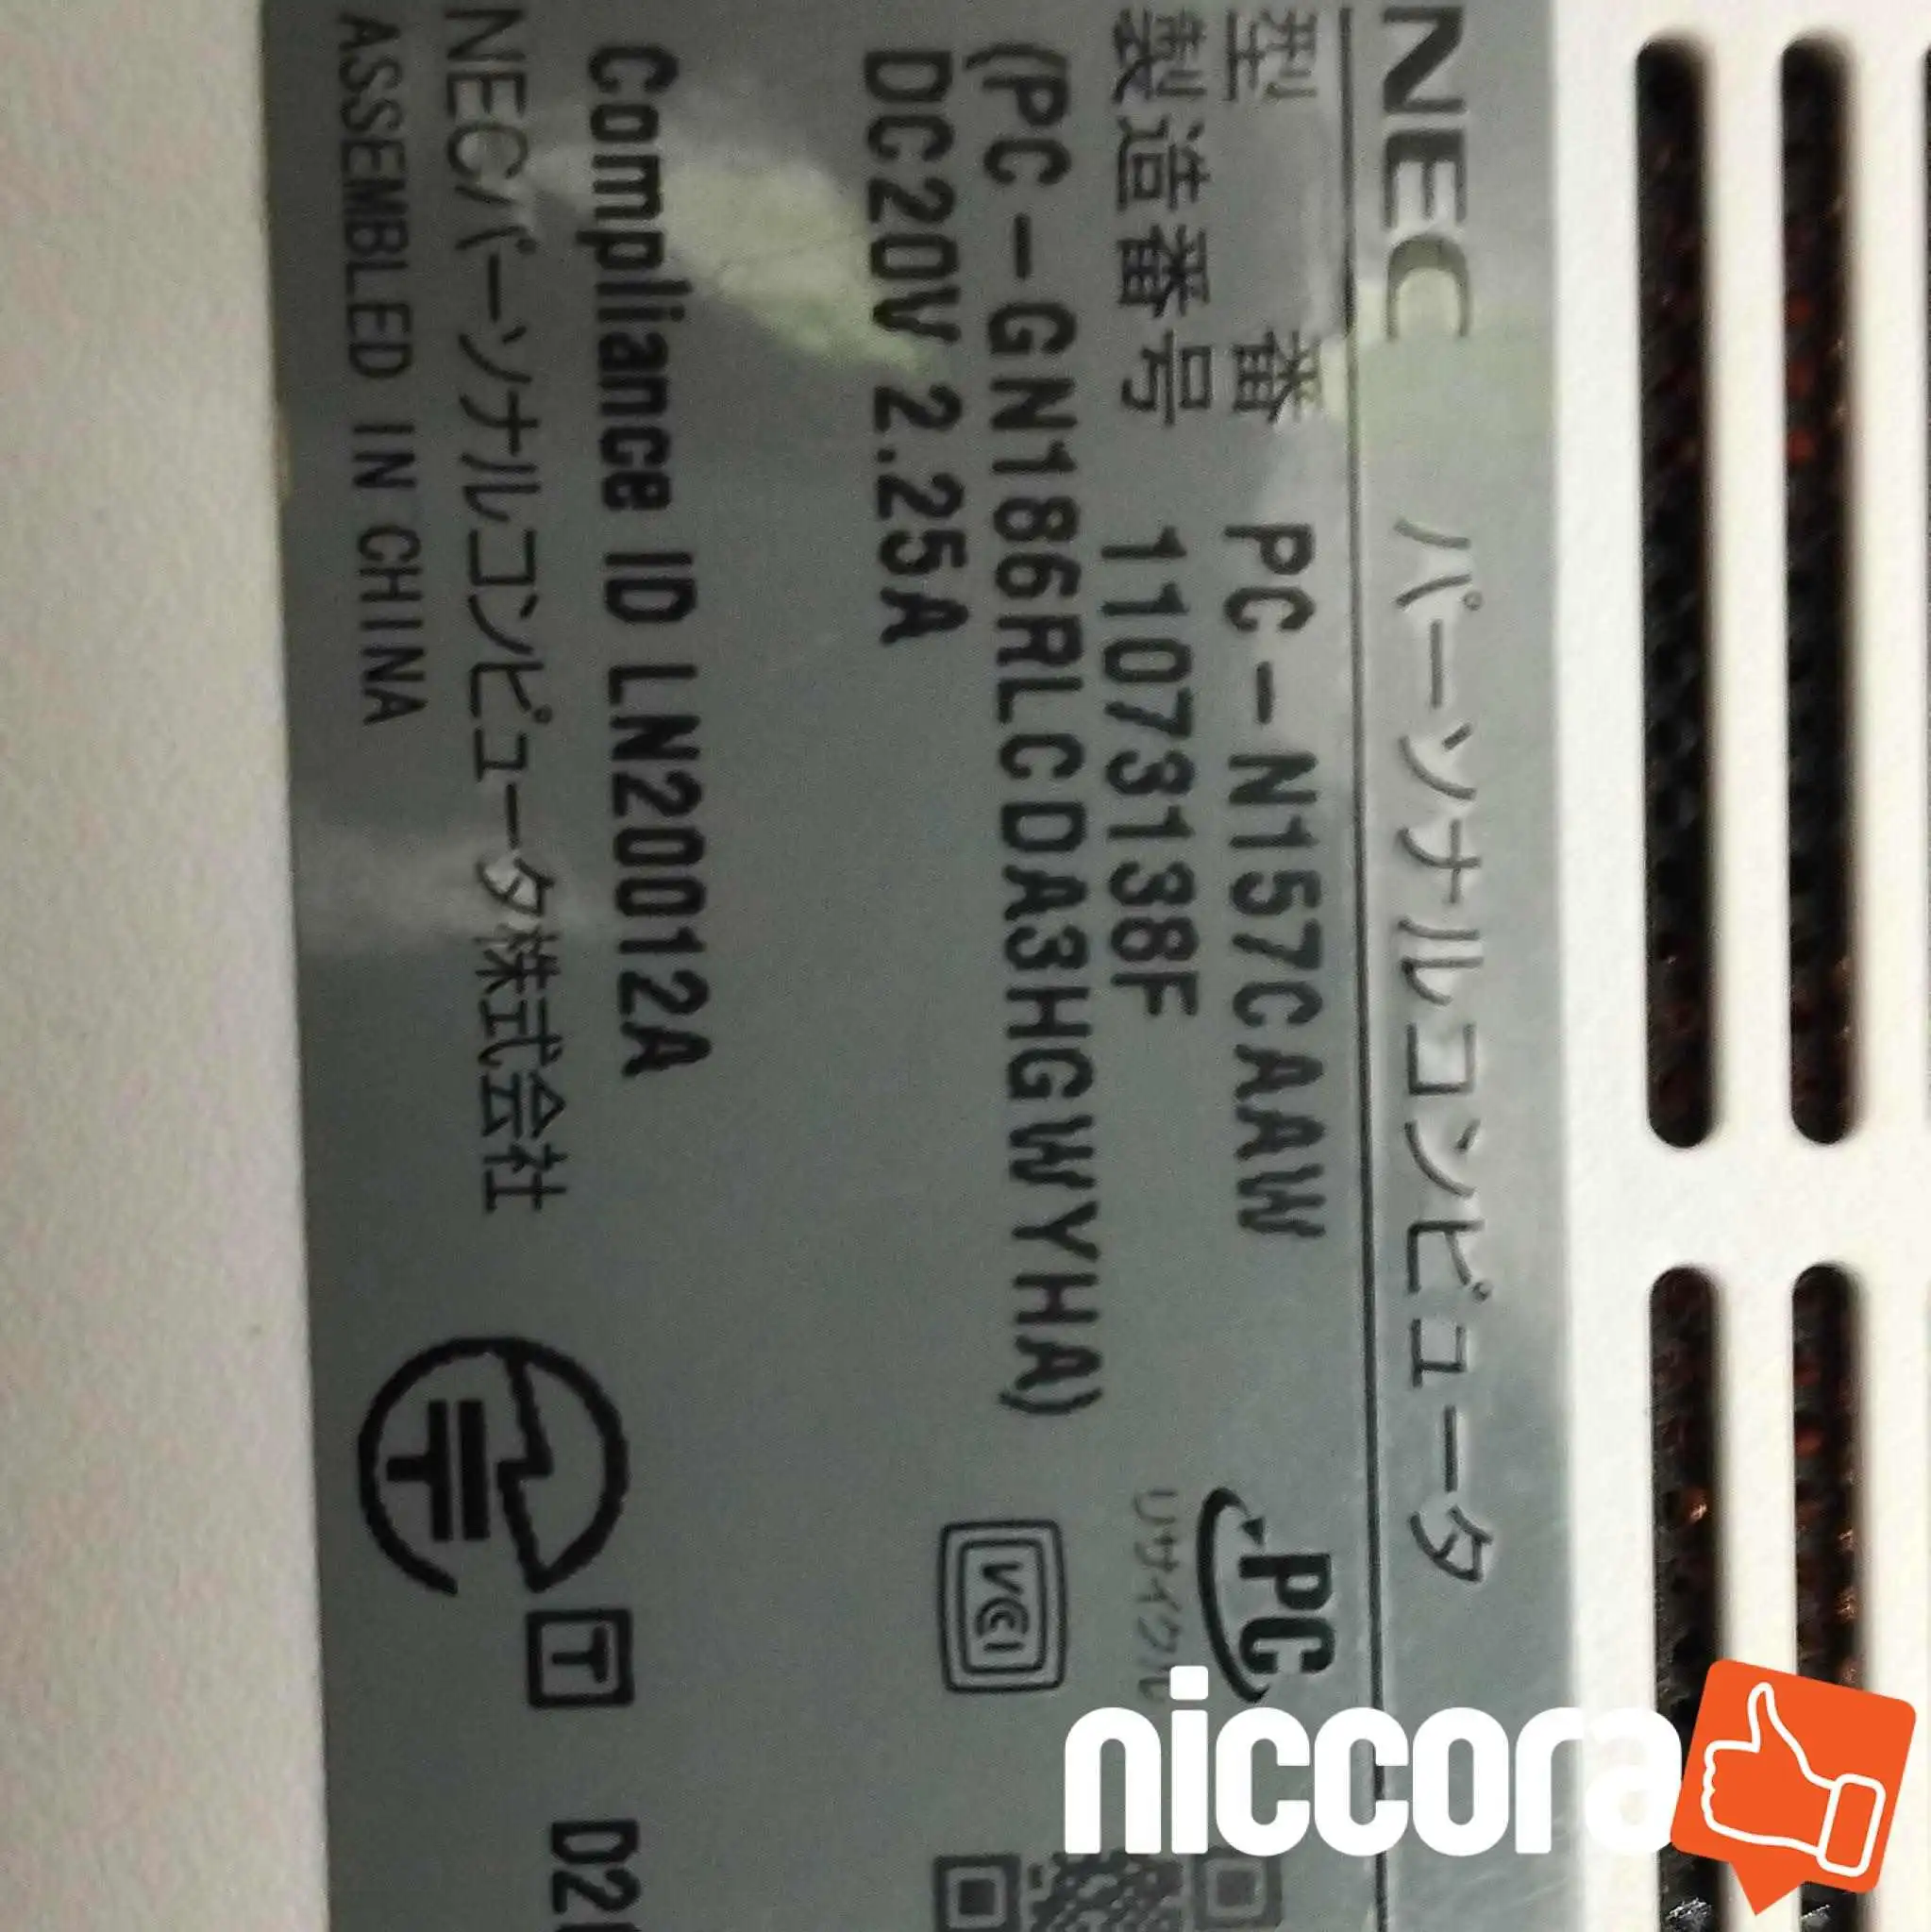 NEC パーソナルコンピュータ
型番 PC-N157CAAW
製造番号 11073138F
(PC-GN186RLCDA3HGWYHA)
DC20V 2.25A
PC
リサイクル
VCI
Compliance ID LN20012A
NECパーソナルコンピュータ株式会社
ASSEMBLED IN CHINA
T
niccora